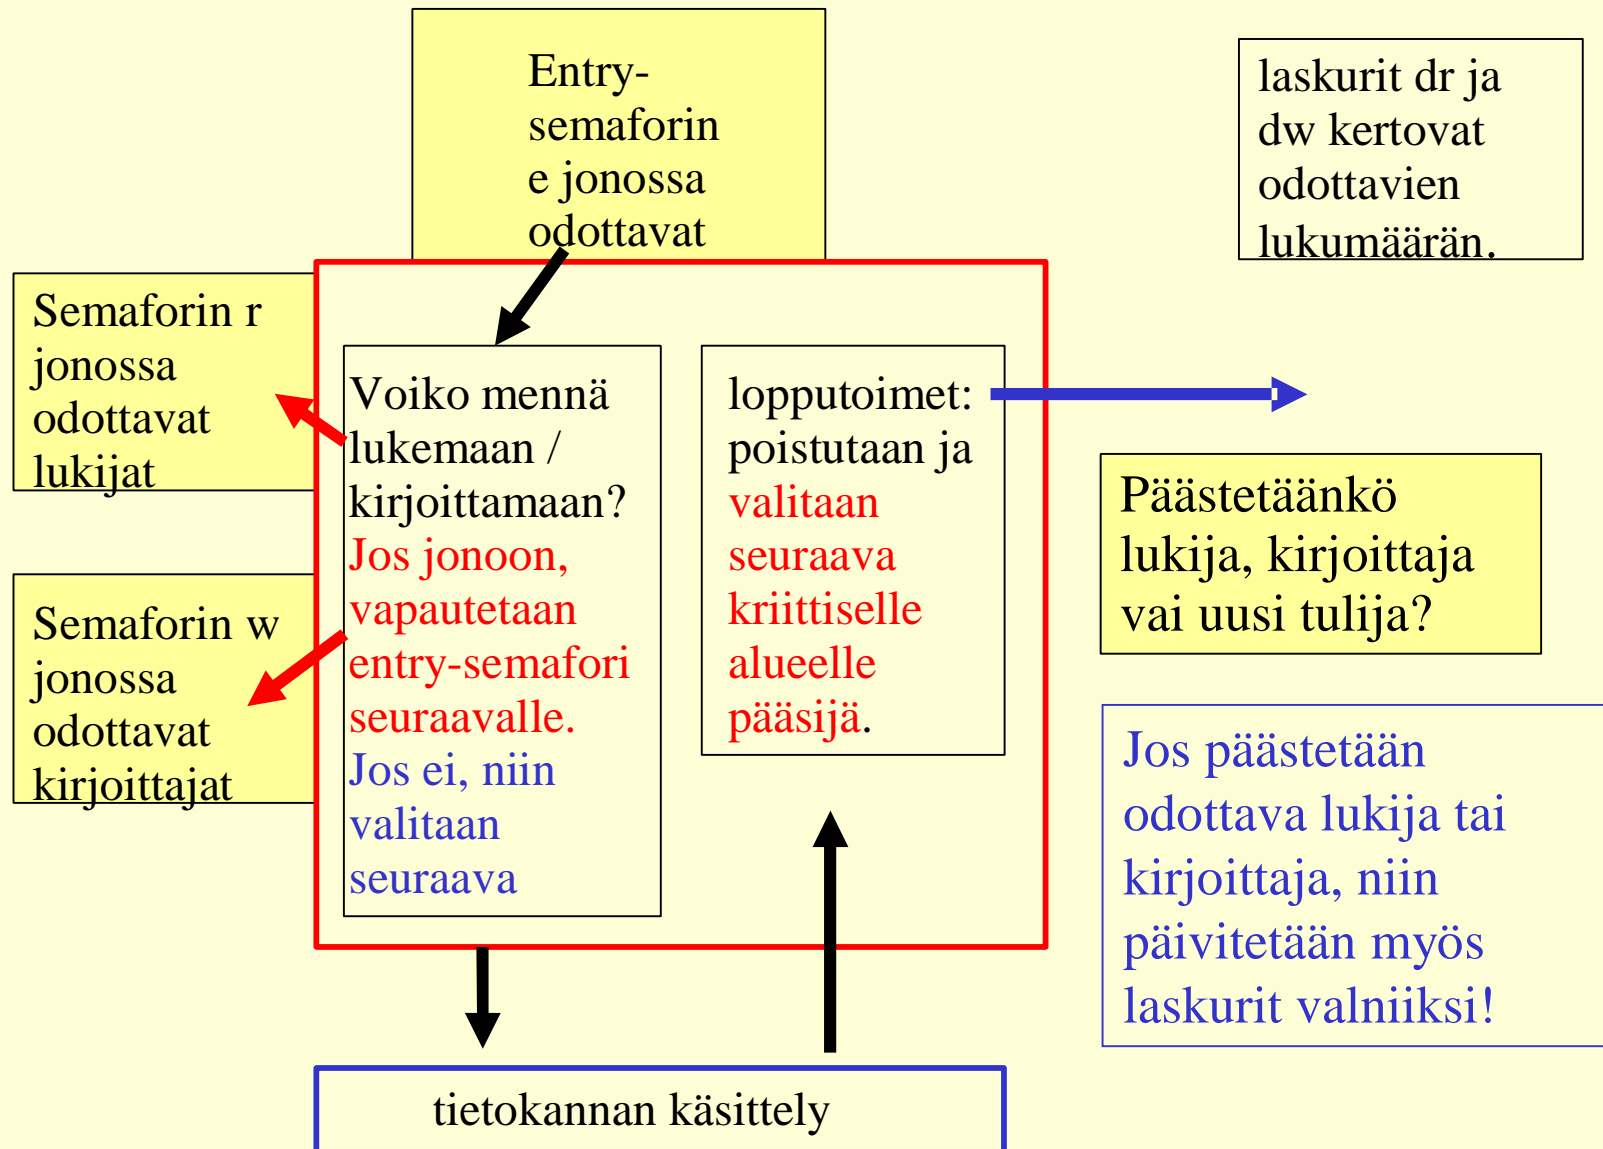 Entry-
semaforin
e jonossa
odottavat
laskurit dr ja
dw kertovat
odottavien
lukumäärän.
Semaforin r
jonossa
odottavat
lukijat
Semaforin w
jonossa
odottavat
kirjoittajat
Voiko mennä
lukemaan /
kirjoittamaan?
Jos jonoon,
vapautetaan
entry-semafori
seuraavalle.
Jos ei, niin
valitaan
seuraava
lopputoimet:
poistutaan ja
valitaan
seuraava
kriittiselle
alueelle
pääsijä.
Päästetäänkö
lukija, kirjoittaja
vai uusi tulija?
Jos päästetään
odottava lukija tai
kirjoittaja, niin
päivitetään myös
laskurit valniiksi!
tietokannan käsittely